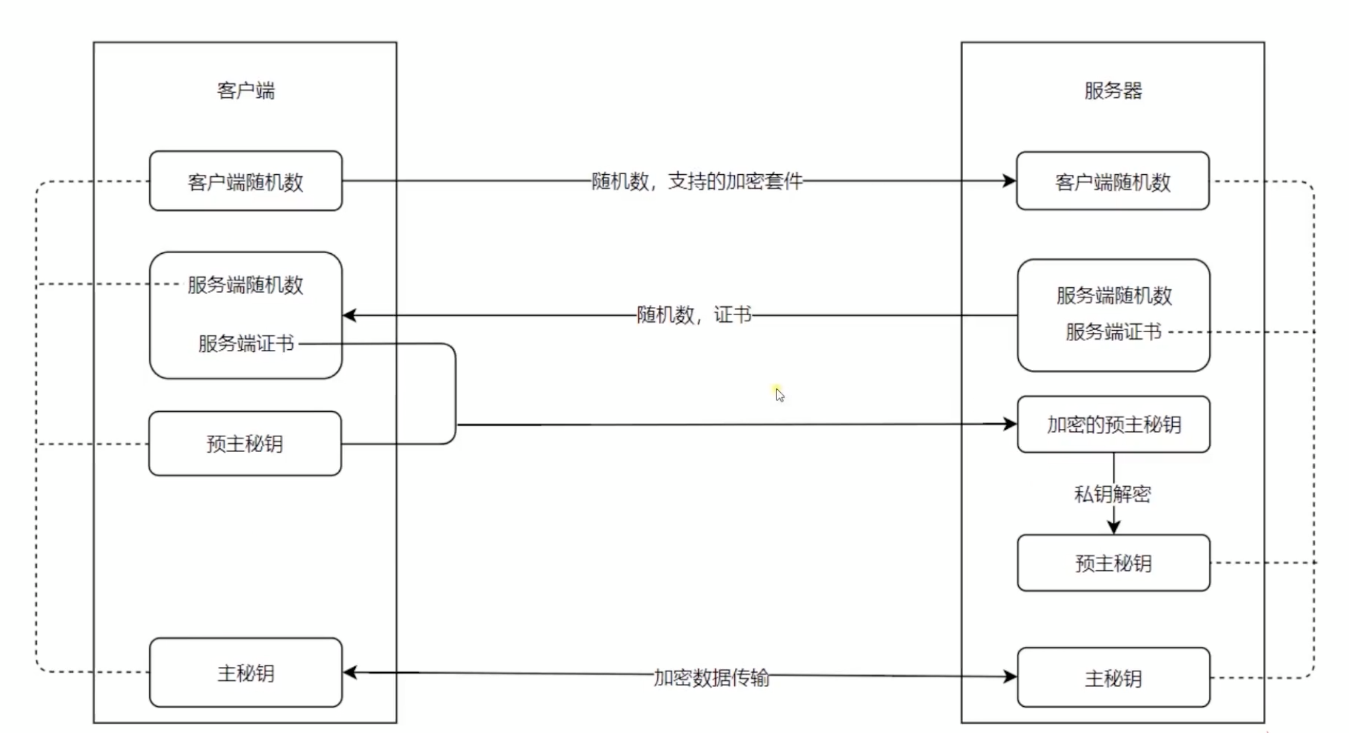 客户端
服务器
客户端随机数
随机数，支持的加密套件
客户端随机数
服务端随机数
服务端证书
随机数，证书
服务端随机数
服务端证书
预主秘钥
加密的预主秘钥
私钥解密
预主秘钥
主秘钥
加密数据传输
主秘钥